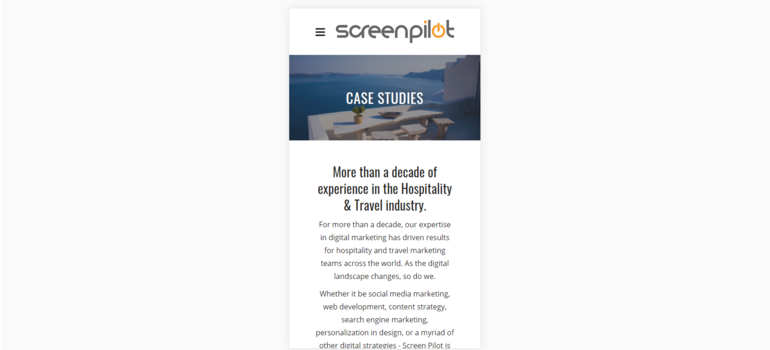 screenpilot
CASE STUDIES
More than a decade of
experience in the Hospitality
& Travel industry.
For more than a decade, our expertise
in digital marketing has driven results
for hospitality and travel marketing
teams across the world. As the digital
landscape changes, so do we.
Whether it be social media marketing,
web development, content strategy,
search engine marketing,
personalization in design, or a myriad of
other digital strategies - Screen Pilot is